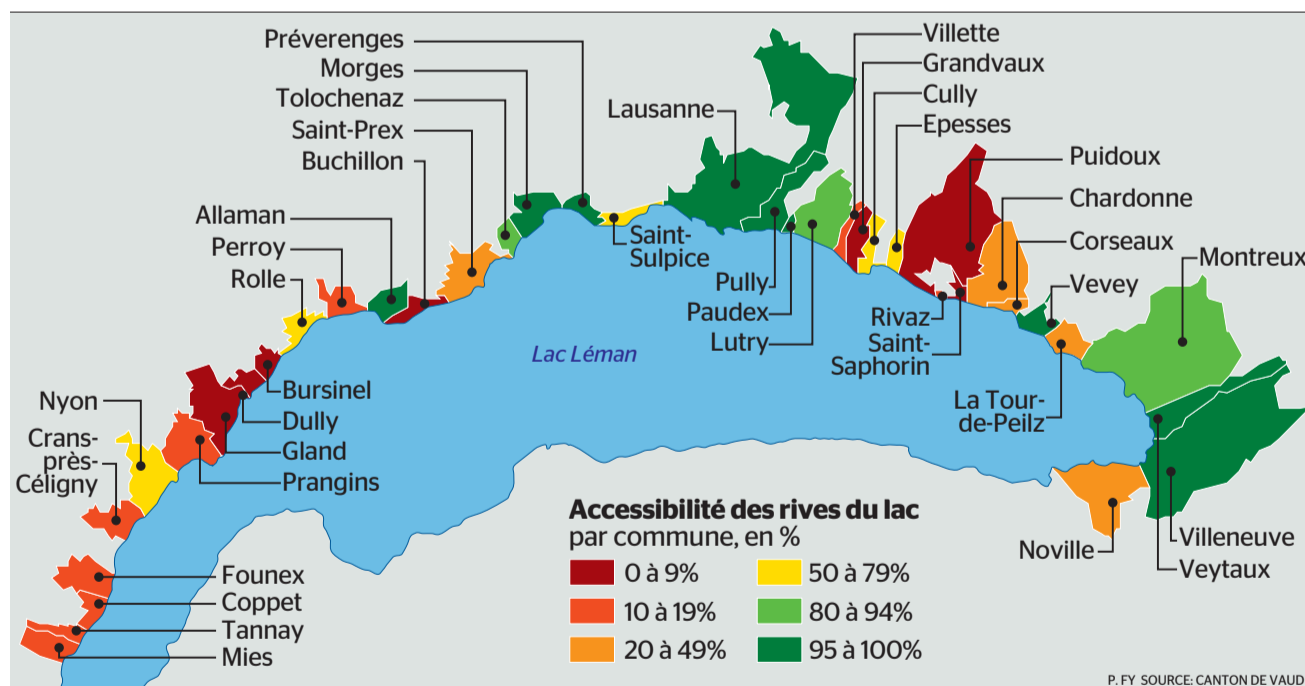 Préverenges
Morges
Tolochenaz
Saint-Prex
Buchillon
Allaman
Perroy
Rolle
Lausanne
Villette
Grandvaux
Cully
Epesses
Puidoux
Chardonne
Corseaux
Montreux
Vevey
Saint-
Sulpice
Pully
Paudex
Lutry
Rivaz
Saint-
Saphorin
La Tour-
de-Peilz
Lac Léman
Nyon
Crans-
près-
Céligny
Bursinel
Dully
Gland
Prangins
Founex
Coppet
Tannay
Mies
Noville
Villeneuve
Veytaux
Accessibilité des rives du lac
par commune, en %
0 à 9%
10 à 19%
20 à 49%
50 à 79%
80 à 94%
95 à 100%
P. FY SOURCE: CANTON DE VAUD